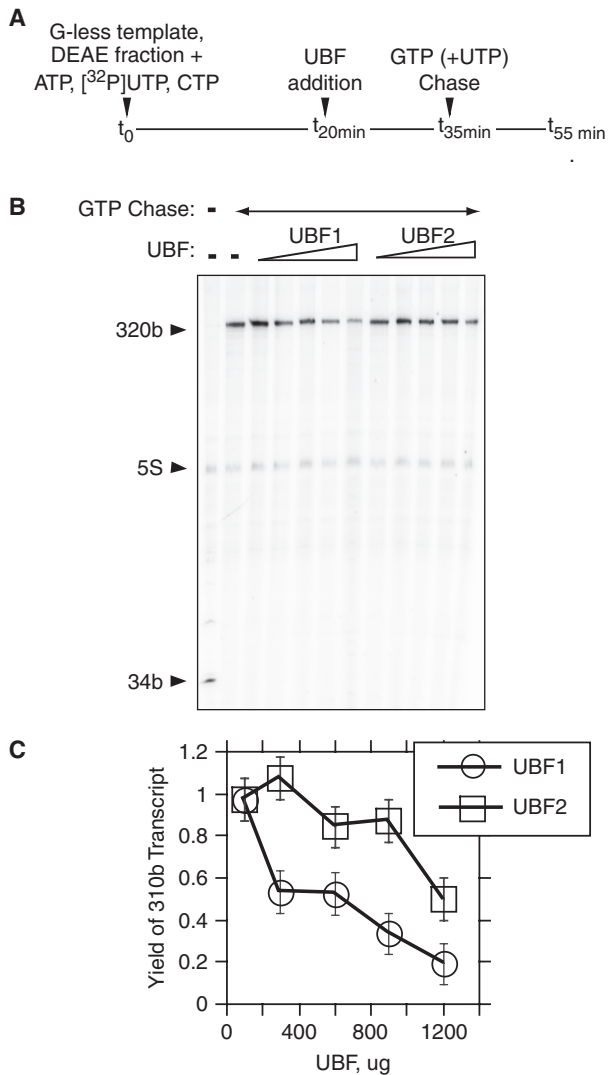 A
G-less template,
DEAE fraction +
ATP, [32P]UTP, CTP
UBF
addition
GTP (+UTP)
Chase
t0
t20min
t35min
t55 min
B
GTP Chase: -
UBF: - -
UBF1
UBF2
320b
5S
34b
C
Yield of 310b Transcript
1.2
1
0.8
0.6
0.4
0.2
0
0
400
800
1200
UBF, ug
UBF1
UBF2